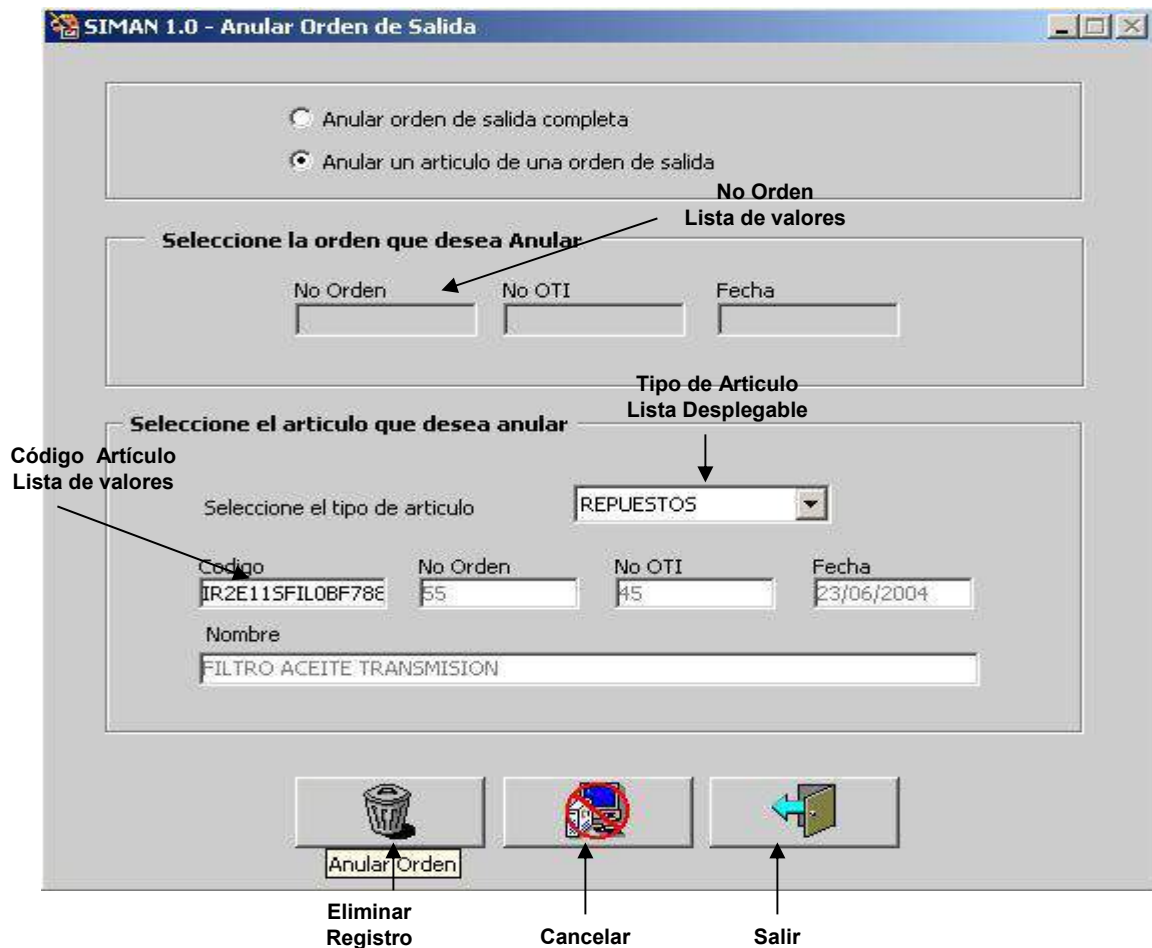 SIMAN 1.0 - Anular Orden de Salida
Anular orden de salida completa
Anular un articulo de una orden de salida
No Orden
Lista de valores
Seleccione la orden que desea Anular
No Orden No OTI Fecha
Tipo de Articulo
Lista Desplegable
Seleccione el articulo que desea anular
Código Artículo
Lista de valores
Seleccione el tipo de articulo REPUESTOS
Codigo No Orden No OTI Fecha
IR2E11SFIL0BF788 55 45 23/06/2004
Nombre
FILTRO ACEITE TRANSMISION
Anular Orden
Eliminar
Registro
Cancelar
Salir